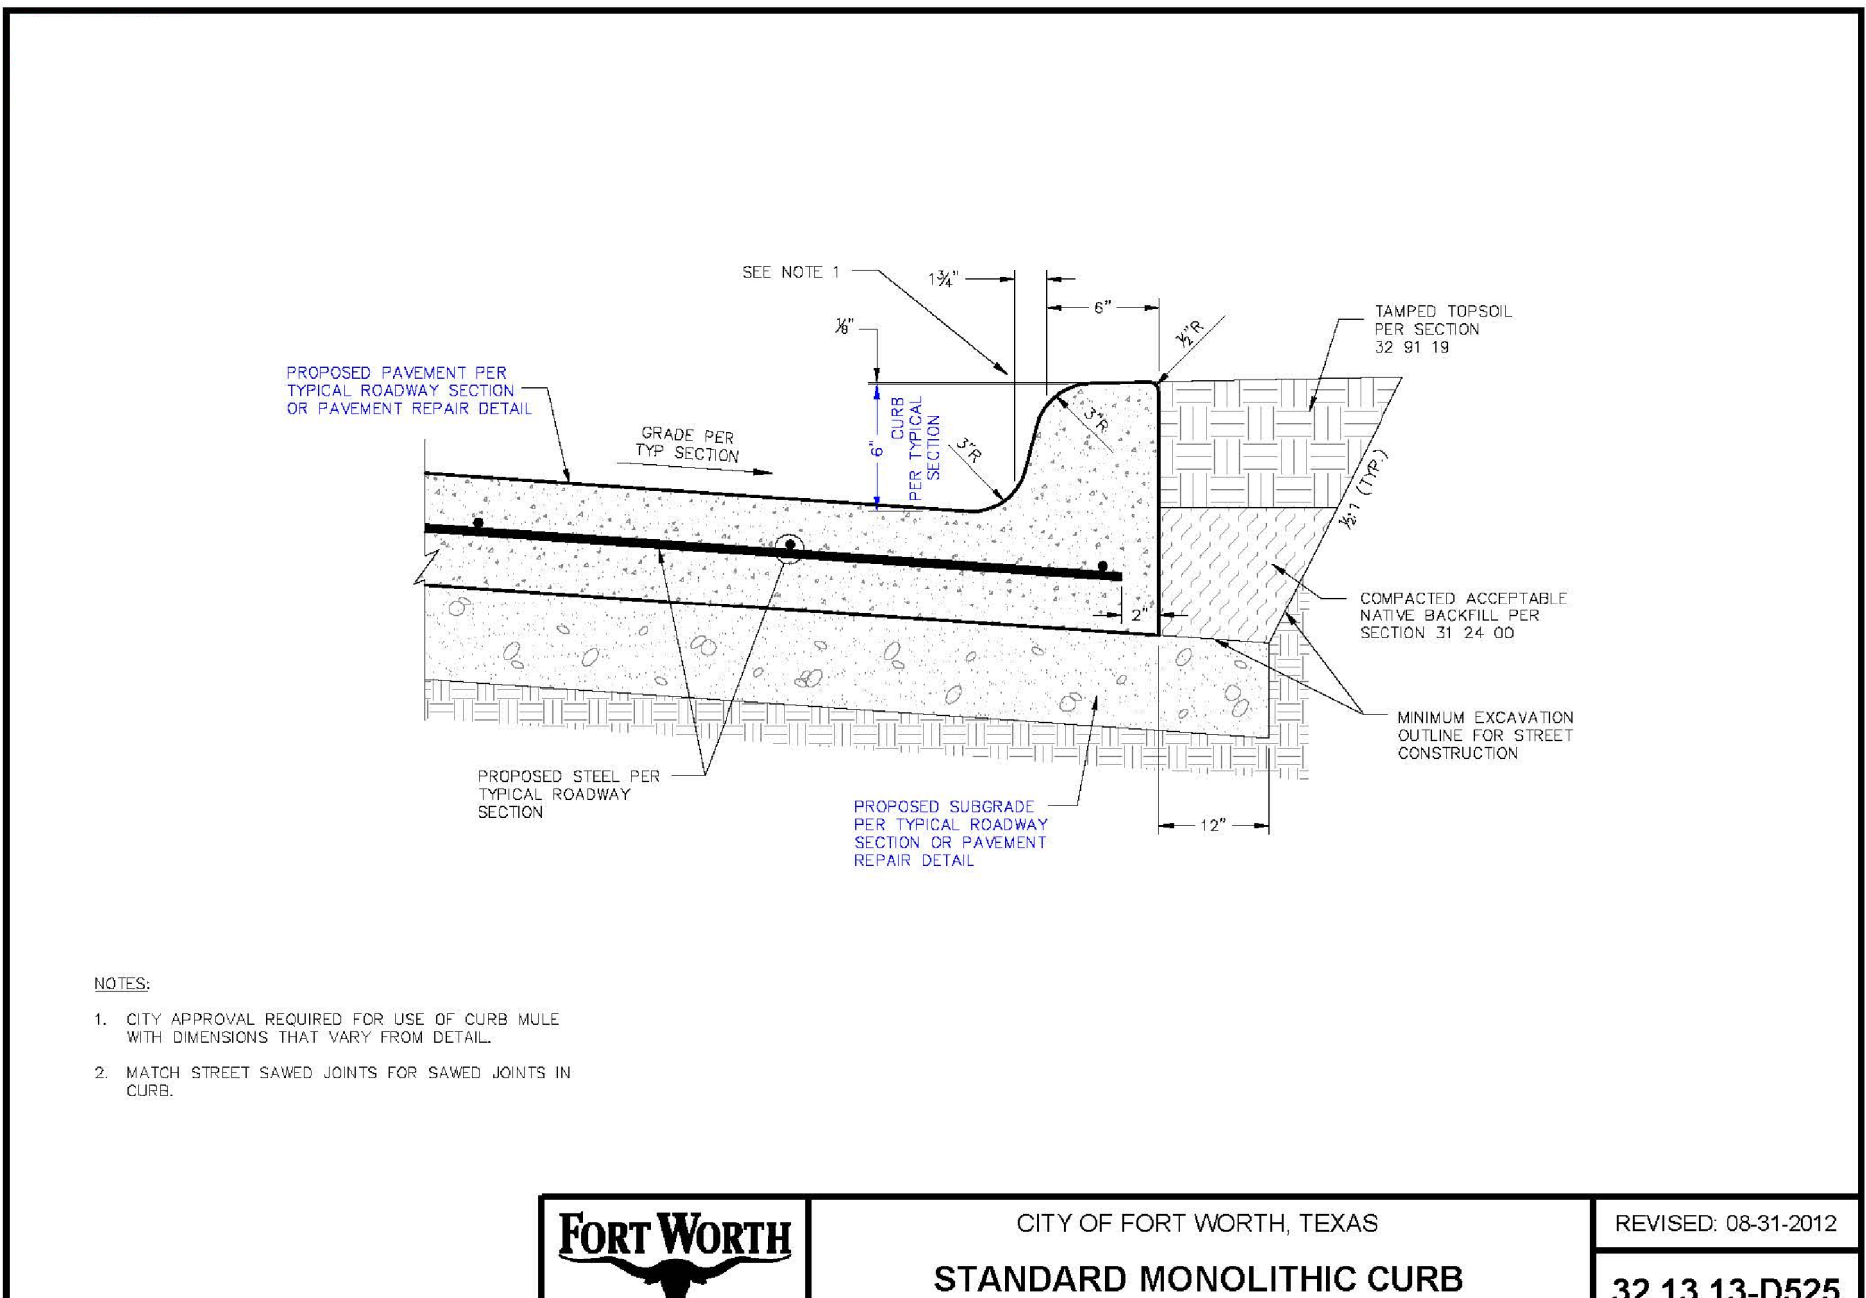 SEE NOTE 1
1¾"
6"
⅛"
½"R
TAMPED TOPSOIL
PER SECTION
32 91 19
PROPOSED PAVEMENT PER
TYPICAL ROADWAY SECTION
OR PAVEMENT REPAIR DETAIL
GRADE PER
TYP SECTION
6"
CURB
PER TYPICAL
SECTION
3"R
3"R
½:1 (TYP.)
2"
COMPACTED ACCEPTABLE
NATIVE BACKFILL PER
SECTION 31 24 00
MINIMUM EXCAVATION
OUTLINE FOR STREET
CONSTRUCTION
PROPOSED STEEL PER
TYPICAL ROADWAY
SECTION
PROPOSED SUBGRADE
PER TYPICAL ROADWAY
SECTION OR PAVEMENT
REPAIR DETAIL
12"
NOTES:
1. CITY APPROVAL REQUIRED FOR USE OF CURB MULE
WITH DIMENSIONS THAT VARY FROM DETAIL.
2. MATCH STREET SAWED JOINTS FOR SAWED JOINTS IN
CURB.
FORT WORTH
CITY OF FORT WORTH, TEXAS
STANDARD MONOLITHIC CURB
REVISED: 08-31-2012
32 13 13-D525